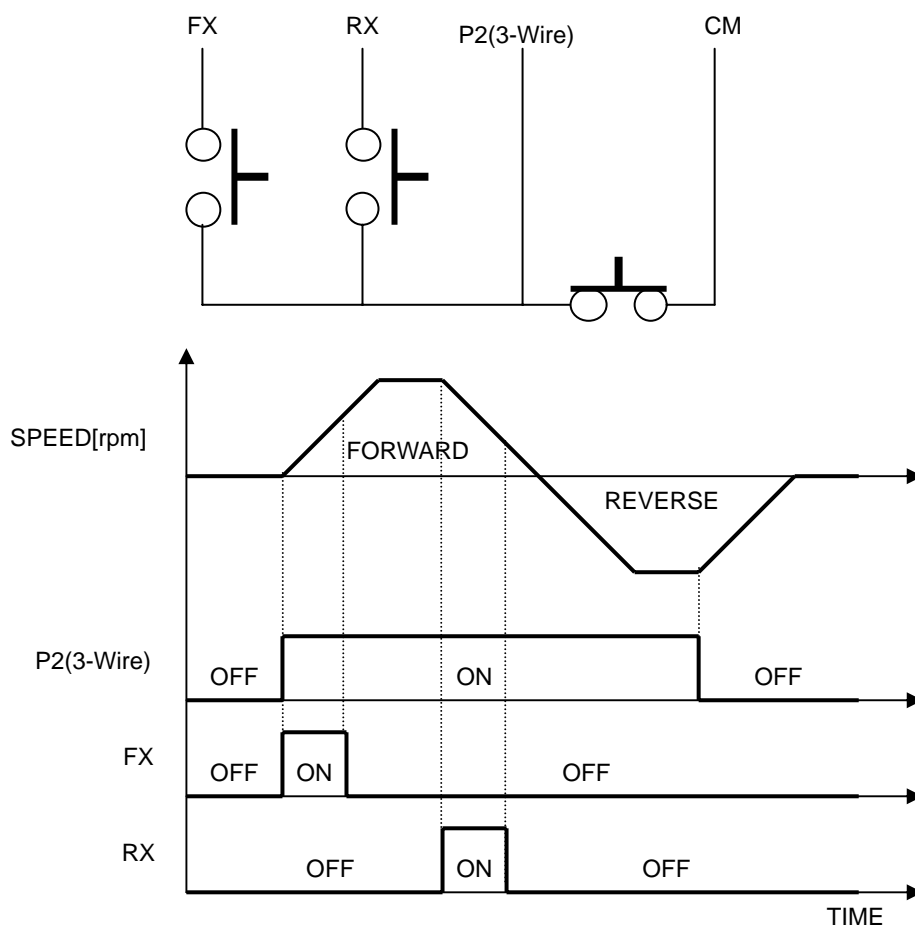 FX RX P2(3-Wire) CM
SPEED[rpm]
FORWARD
REVERSE
P2(3-Wire)
OFF ON OFF
FX
OFF ON OFF
RX
OFF ON OFF
TIME